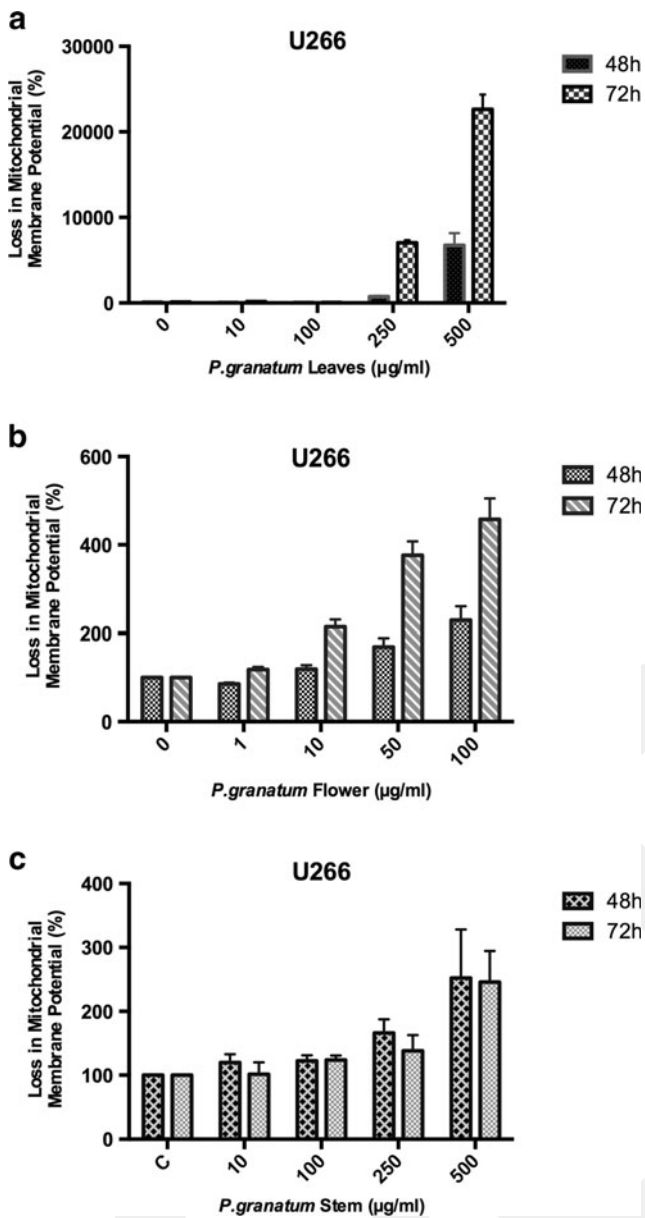 a
U266
Loss in Mitochondrial
Membrane Potential (%)
30000
20000
10000
0
0
10
100
250
500
P.granatum Leaves (µg/ml)
48h
72h
b
U266
Loss in Mitochondrial
Membrane Potential (%)
600
400
200
0
0
1
10
50
100
P.granatum Flower (µg/ml)
48h
72h
c
U266
Loss in Mitochondrial
Membrane Potential (%)
400
300
200
100
0
C
10
100
250
500
P.granatum Stem (µg/ml)
48h
72h